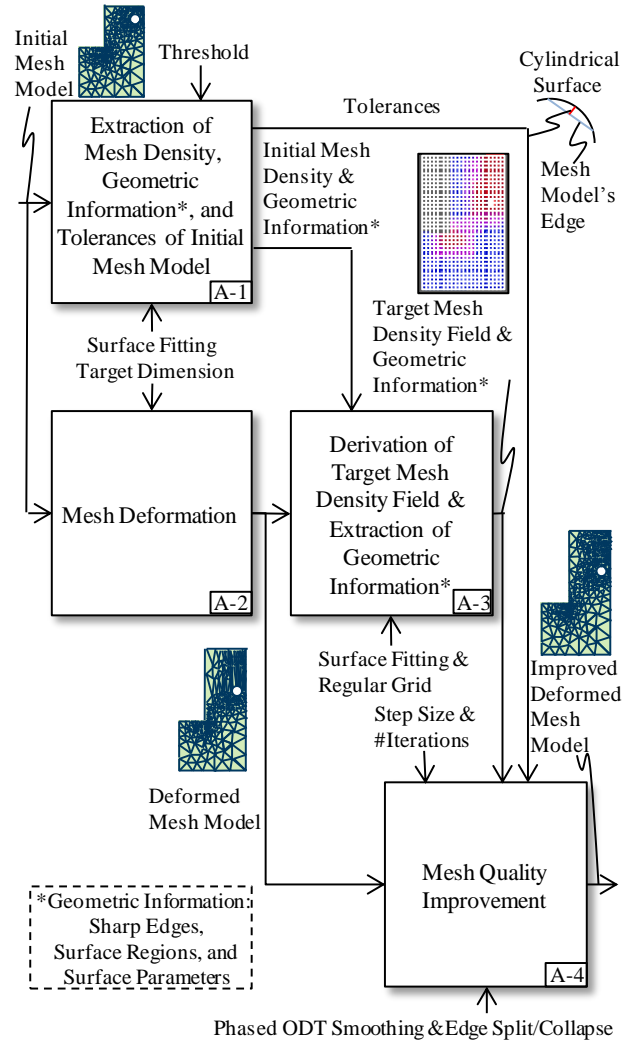 Initial
Mesh
Model
Threshold
Tolerances
Cylindrical
Surface
Mesh
Model's
Edge
Extraction of
Mesh Density,
Geometric
Information*, and
Tolerances of Initial
Mesh Model
A-1
Initial Mesh
Density &
Geometric
Information*
Surface Fitting
Target Dimension
Target Mesh
Density Field &
Geometric
Information*
Mesh Deformation
A-2
Derivation of
Target Mesh
Density Field &
Extraction of
Geometric
Information*
A-3
Surface Fitting &
Regular Grid
Step Size &
#Iterations
Improved
Deformed
Mesh
Model
Deformed
Mesh Model
Mesh Quality
Improvement
A-4
*Geometric Information:
Sharp Edges,
Surface Regions, and
Surface Parameters
Phased ODT Smoothing &Edge Split/Collapse